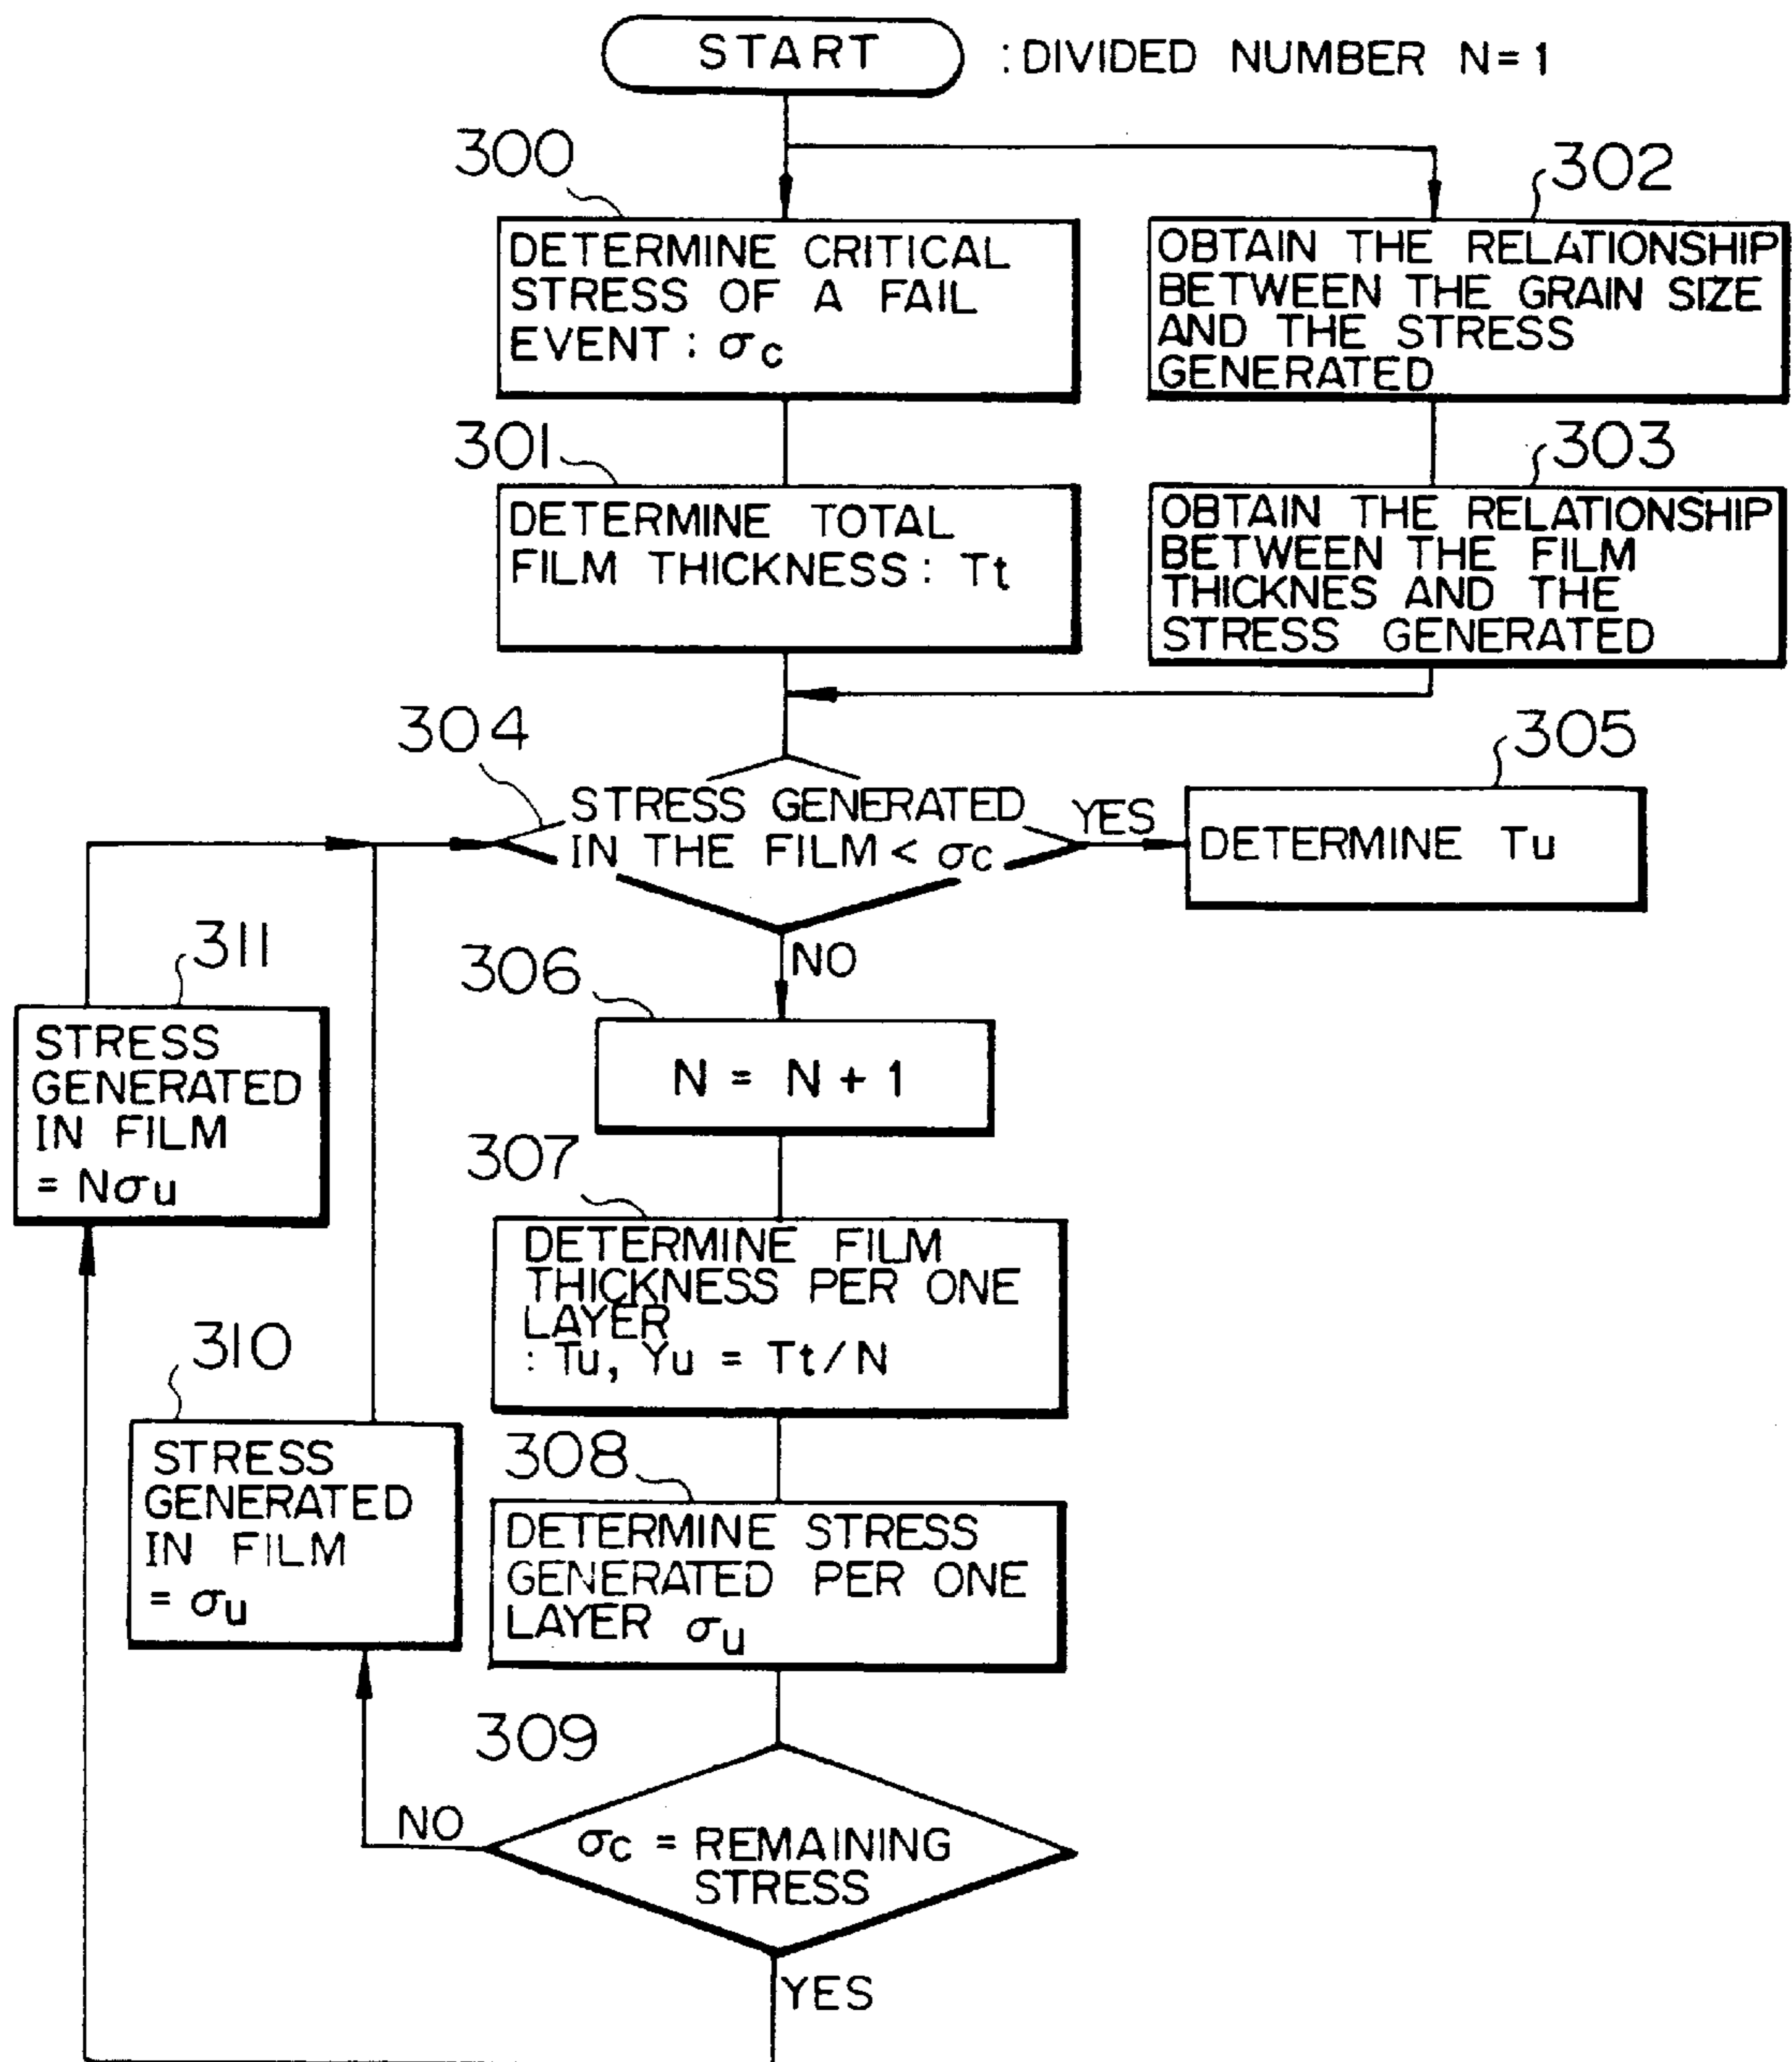 START
: DIVIDED NUMBER N=1
300
DETERMINE CRITICAL
STRESS OF A FAIL
EVENT : σc
302
OBTAIN THE RELATIONSHIP
BETWEEN THE GRAIN SIZE
AND THE STRESS
GENERATED
301
DETERMINE TOTAL
FILM THICKNESS : Tt
303
OBTAIN THE RELATIONSHIP
BETWEEN THE FILM
THICKNES AND THE
STRESS GENERATED
304
STRESS GENERATED
IN THE FILM < σc
YES
305
DETERMINE Tu
NO
306
N = N + 1
311
STRESS
GENERATED
IN FILM
= Nσu
307
DETERMINE FILM
THICKNESS PER ONE
LAYER
: Tu, Yu = Tt/N
310
STRESS
GENERATED
IN FILM
= σu
308
DETERMINE STRESS
GENERATED PER ONE
LAYER σu
309
σc = REMAINING
STRESS
NO
YES